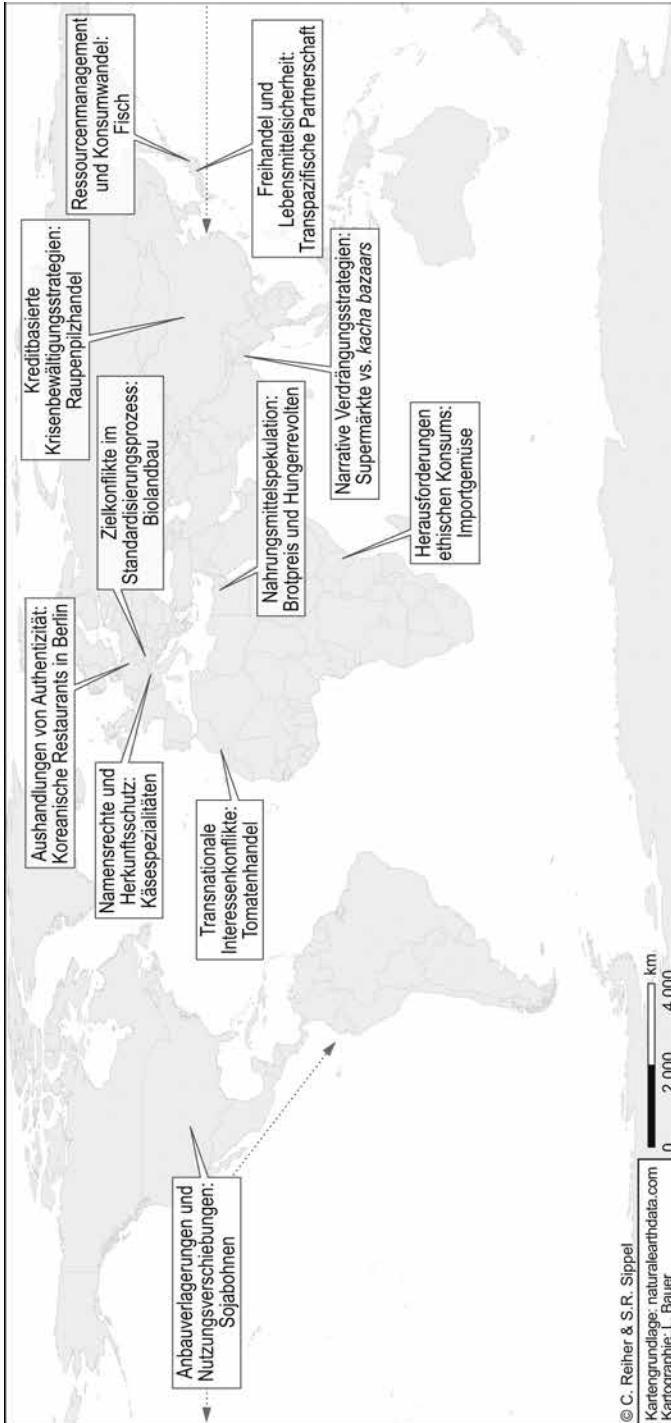 Aushandlungen von Authentizität:
Koreanische Restaurants in Berlin
Namensrechte und
Herkunftsschutz:
Käsespezialitäten
Zielkonflikte im
Standardisierungsprozess:
Biolandbau
Kreditbasierte
Krisenbewältigungsstrategien:
Raupenpilzhandel
Ressourcenmanagement
und Konsumwandel:
Fisch
Anbauverlagerungen und
Nutzungsverschiebungen:
Sojabohnen
Transnationale
Interessenkonflikte:
Tomatenhandel
Nahrungsmittelspekulation:
Brotpreis und Hungerrevolten
Freihandel und
Lebensmittelsicherheit:
Transpazifische Partnerschaft
Narrative Verdrängungsstrategien:
Supermärkte vs. kacha bazaars
Herausforderungen
ethischen Konsums:
Importgemüse
© C. Reiher & S.R. Sippel
Kartengrundlage: naturalearthdata.com
Kartographie: L. Bauer
0 2.000 4.000 km